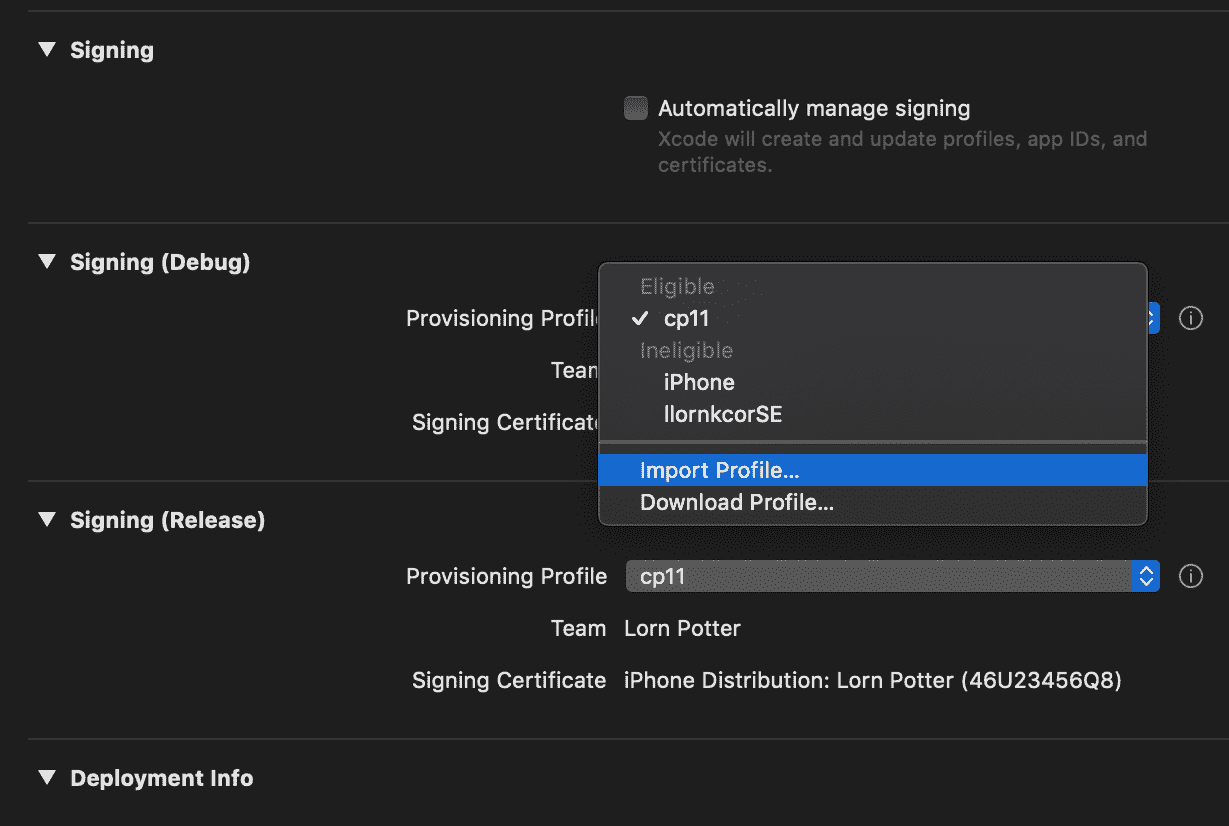 Signing
Automatically manage signing
Xcode will create and update profiles, app IDs, and
certificates.
Signing (Debug)
Eligible
Provisioning Profil
cp11
Ineligible
iPhone
Team
llornkcorSE
Signing Certificat
Import Profile...
Download Profile...
Signing (Release)
Provisioning Profile cp11
Team Lorn Potter
Signing Certificate iPhone Distribution: Lorn Potter (46U23456Q8)
Deployment Info